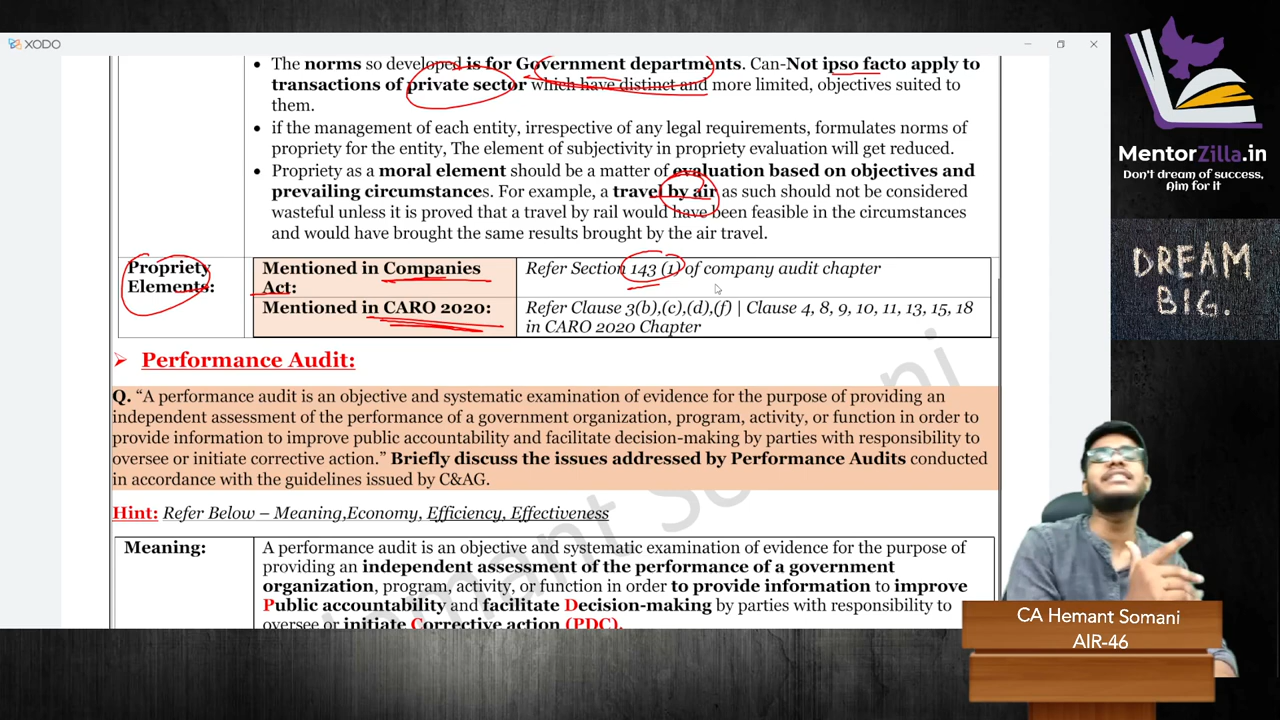 XODO
• The norms so developed is for Government departments. Can-Not ipso facto apply to
transactions of private sector which have distinct and more limited, objectives suited to
them.
• if the management of each entity, irrespective of any legal requirements, formulates norms of
propriety for the entity, The element of subjectivity in propriety evaluation will get reduced.
• Propriety as a moral element should be a matter of evaluation based on objectives and
prevailing circumstances. For example, a travel by air as such should not be considered
wasteful unless it is proved that a travel by rail would have been feasible in the circumstances
and would have brought the same results brought by the air travel.
Propriety
Elements:
Mentioned in Companies
Act:
Refer Section 143 (1) of company audit chapter
Mentioned in CARO 2020:
Refer Clause 3(b),(c),(d),(f) | Clause 4, 8, 9, 10, 11, 13, 15, 18
in CARO 2020 Chapter
➢ Performance Audit:
Q. “A performance audit is an objective and systematic examination of evidence for the purpose of providing an
independent assessment of the performance of a government organization, program, activity, or function in order to
provide information to improve public accountability and facilitate decision-making by parties with responsibility to
oversee or initiate corrective action.” Briefly discuss the issues addressed by Performance Audits conducted
in accordance with the guidelines issued by C&AG.
Hint: Refer Below – Meaning,Economy, Efficiency, Effectiveness
Meaning:
A performance audit is an objective and systematic examination of evidence for the purpose of
providing an independent assessment of the performance of a government
organization, program, activity, or function in order to provide information to improve
Public accountability and facilitate Decision-making by parties with responsibility to
oversee or initiate Corrective action (PDC).
MentorZilla.in
Don't dream of success,
Aim for it
DREAM
BIG.
CA Hemant Somani
AIR-46